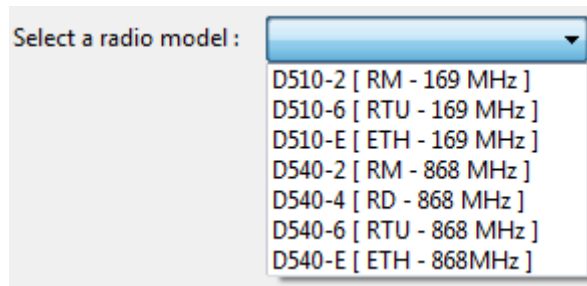 Select a radio model :
D510-2 [ RM - 169 MHz ]
D510-6 [ RTU - 169 MHz ]
D510-E [ ETH - 169 MHz ]
D540-2 [ RM - 868 MHz ]
D540-4 [ RD - 868 MHz ]
D540-6 [ RTU - 868 MHz ]
D540-E [ ETH - 868MHz ]